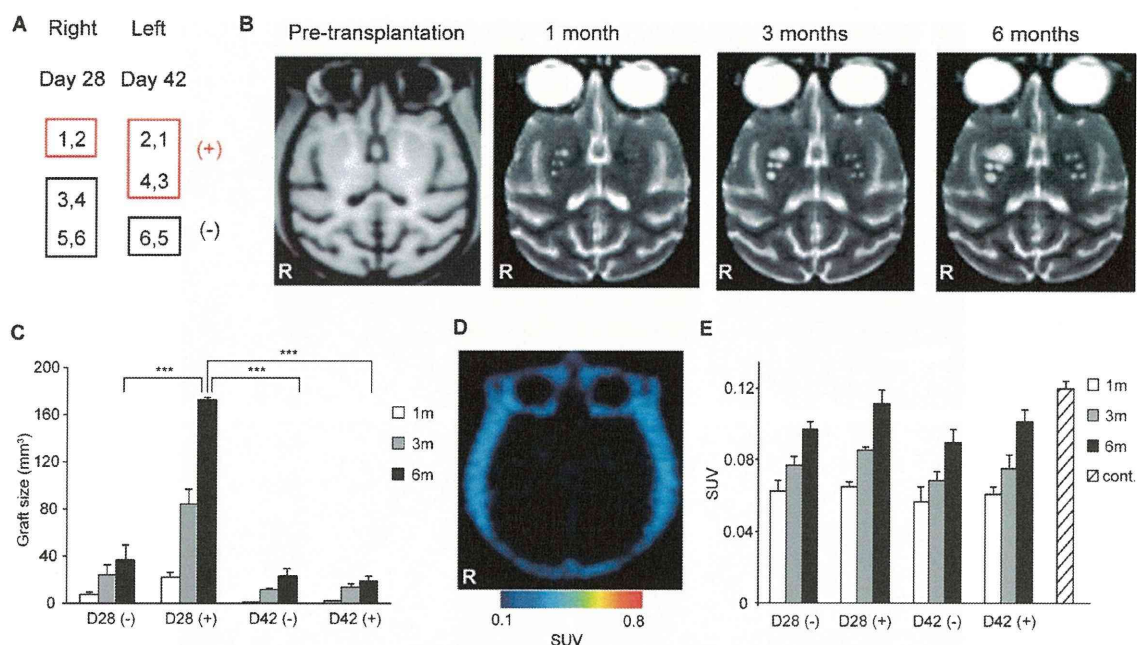 A
Right Left
Day 28 Day 42
1,2 2,1 (+)
4,3
3,4
5,6 6,5 (-)
B
Pre-transplantation 1 month 3 months 6 months
R R R R
C
Graft size (mm³)
200
160
120
80
40
0
*** *** ***
1m
3m
6m
D28 (-) D28 (+) D42 (-) D42 (+)
D
R
0.1 0.8
SUV
E
SUV
0.12
0.08
0.04
0
1m
3m
6m
cont.
D28 (-) D28 (+) D42 (-) D42 (+)